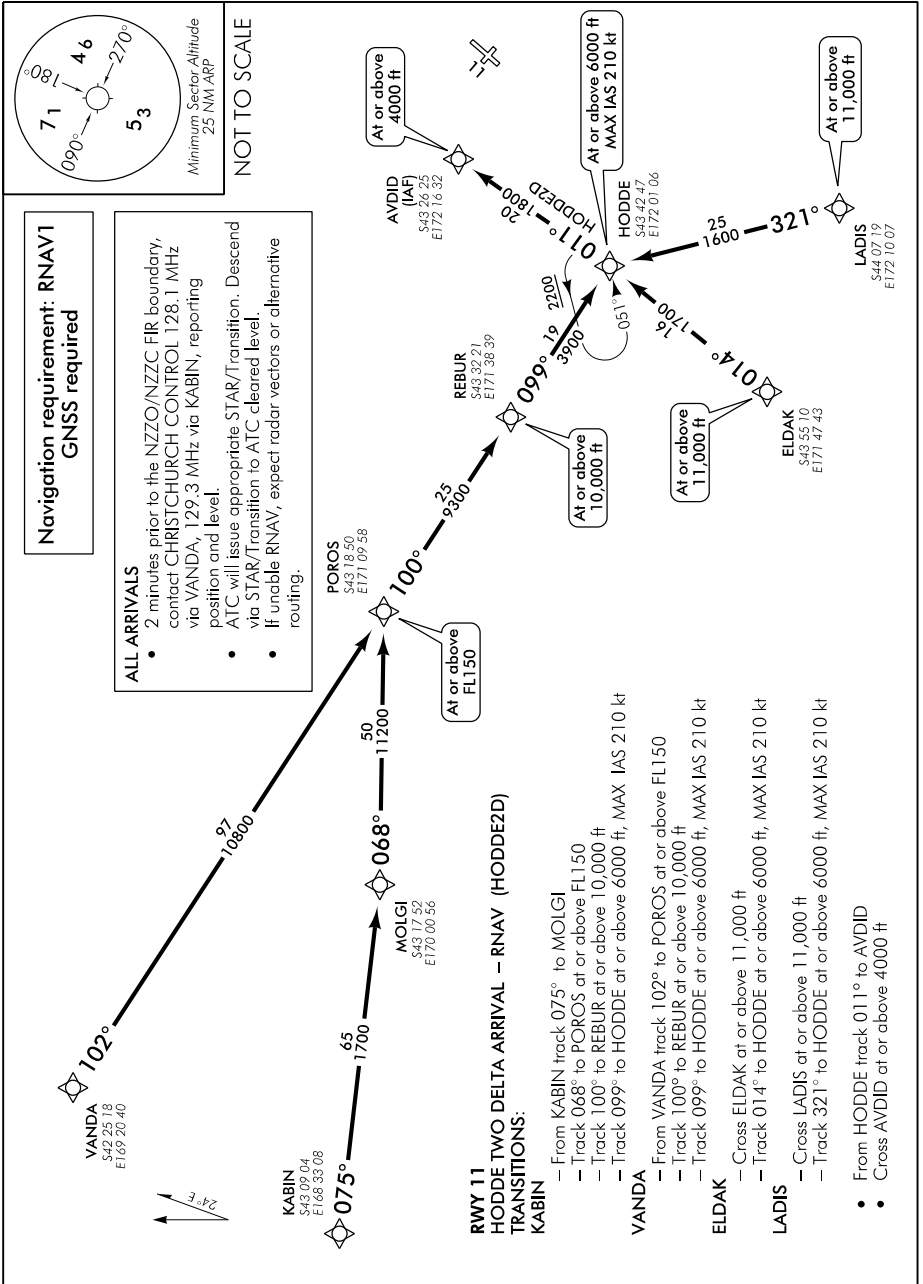 Navigation requirement: RNAV1
GNSS required
090°
180°
270°
7 1
4 6
5 3
Minimum Sector Altitude
25 NM ARP
NOT TO SCALE
ALL ARRIVALS
• 2 minutes prior to the NZZO/NZZC FIR boundary,
contact CHRISTCHURCH CONTROL 128.1 MHz
via VANDA, 129.3 MHz via KABIN, reporting
position and level.
• ATC will issue appropriate STAR/Transition. Descend
via STAR/Transition to ATC cleared level.
• If unable RNAV, expect radar vectors or alternative
routing.
24°E
VANDA
S42 25 18
E169 20 40
102°
97
10800
KABIN
S43 09 04
E168 33 08
075°
65
1700
MOLGI
S43 17 52
E170 00 56
068°
50
11200
POROS
S43 18 50
E171 09 58
At or above
FL150
100°
25
9300
REBUR
S43 32 21
E171 38 39
At or above
10,000 ft
099°
19
3900
2200
051°
HODDE
S43 42 47
E172 01 06
At or above 6000 ft
MAX IAS 210 kt
011°
HODDE2D
20
1800
AVDID
(IAF)
S43 26 25
E172 16 32
At or above
4000 ft
11
ELDAK
S43 55 10
E171 47 43
At or above
11,000 ft
014°
16
1700
LADIS
S44 07 19
E172 10 07
At or above
11,000 ft
321°
25
1600
RWY 11
HODDE TWO DELTA ARRIVAL – RNAV (HODDE2D)
TRANSITIONS:
KABIN
– From KABIN track 075° to MOLGI
– Track 068° to POROS at or above FL150
– Track 100° to REBUR at or above 10,000 ft
– Track 099° to HODDE at or above 6000 ft, MAX IAS 210 kt
VANDA
– From VANDA track 102° to POROS at or above FL150
– Track 100° to REBUR at or above 10,000 ft
– Track 099° to HODDE at or above 6000 ft, MAX IAS 210 kt
ELDAK
– Cross ELDAK at or above 11,000 ft
– Track 014° to HODDE at or above 6000 ft, MAX IAS 210 kt
LADIS
– Cross LADIS at or above 11,000 ft
– Track 321° to HODDE at or above 6000 ft, MAX IAS 210 kt
• From HODDE track 011° to AVDID
• Cross AVDID at or above 4000 ft